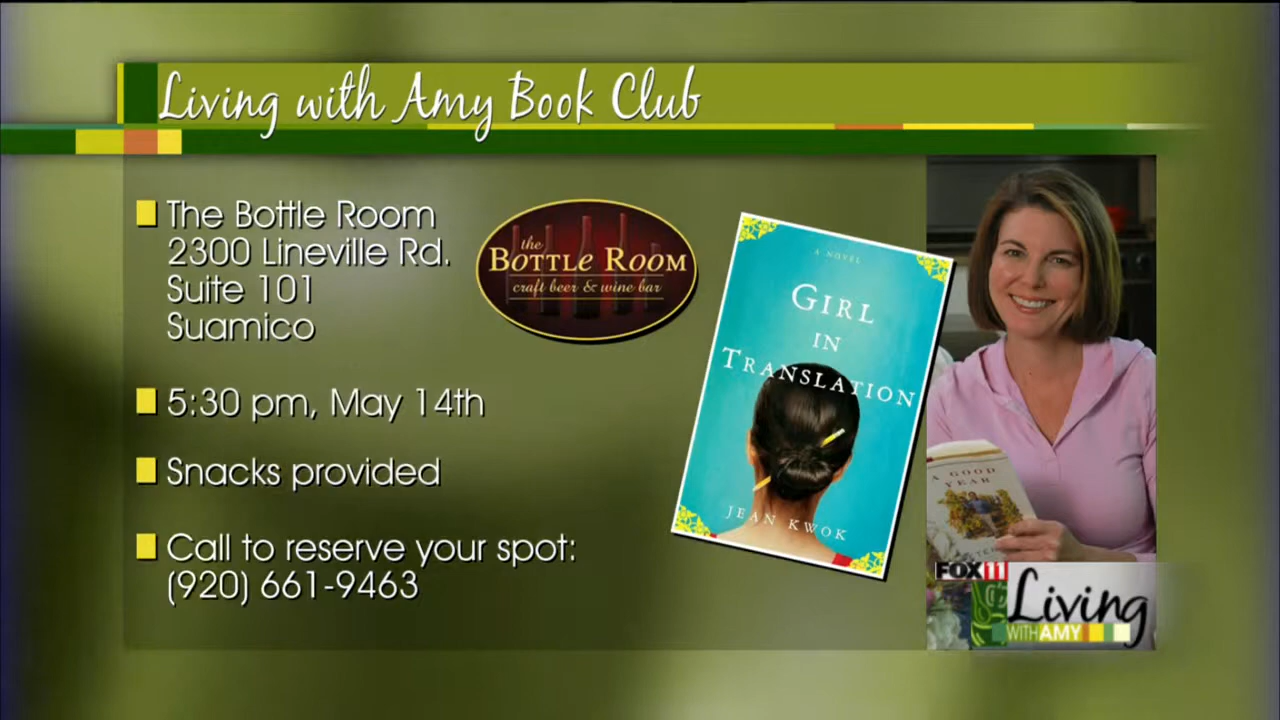 Living with Amy Book Club
The Bottle Room
2300 Lineville Rd.
Suite 101
Suamico
5:30 pm, May 14th
Snacks provided
Call to reserve your spot:
(920) 661-9463
the
BOTTLE ROOM
craft beer & wine bar
A NOVEL
GIRL
IN
TRANSLATION
JEAN KWOK
A GOOD
YEAR
FOX 11
Living
WITH AMY